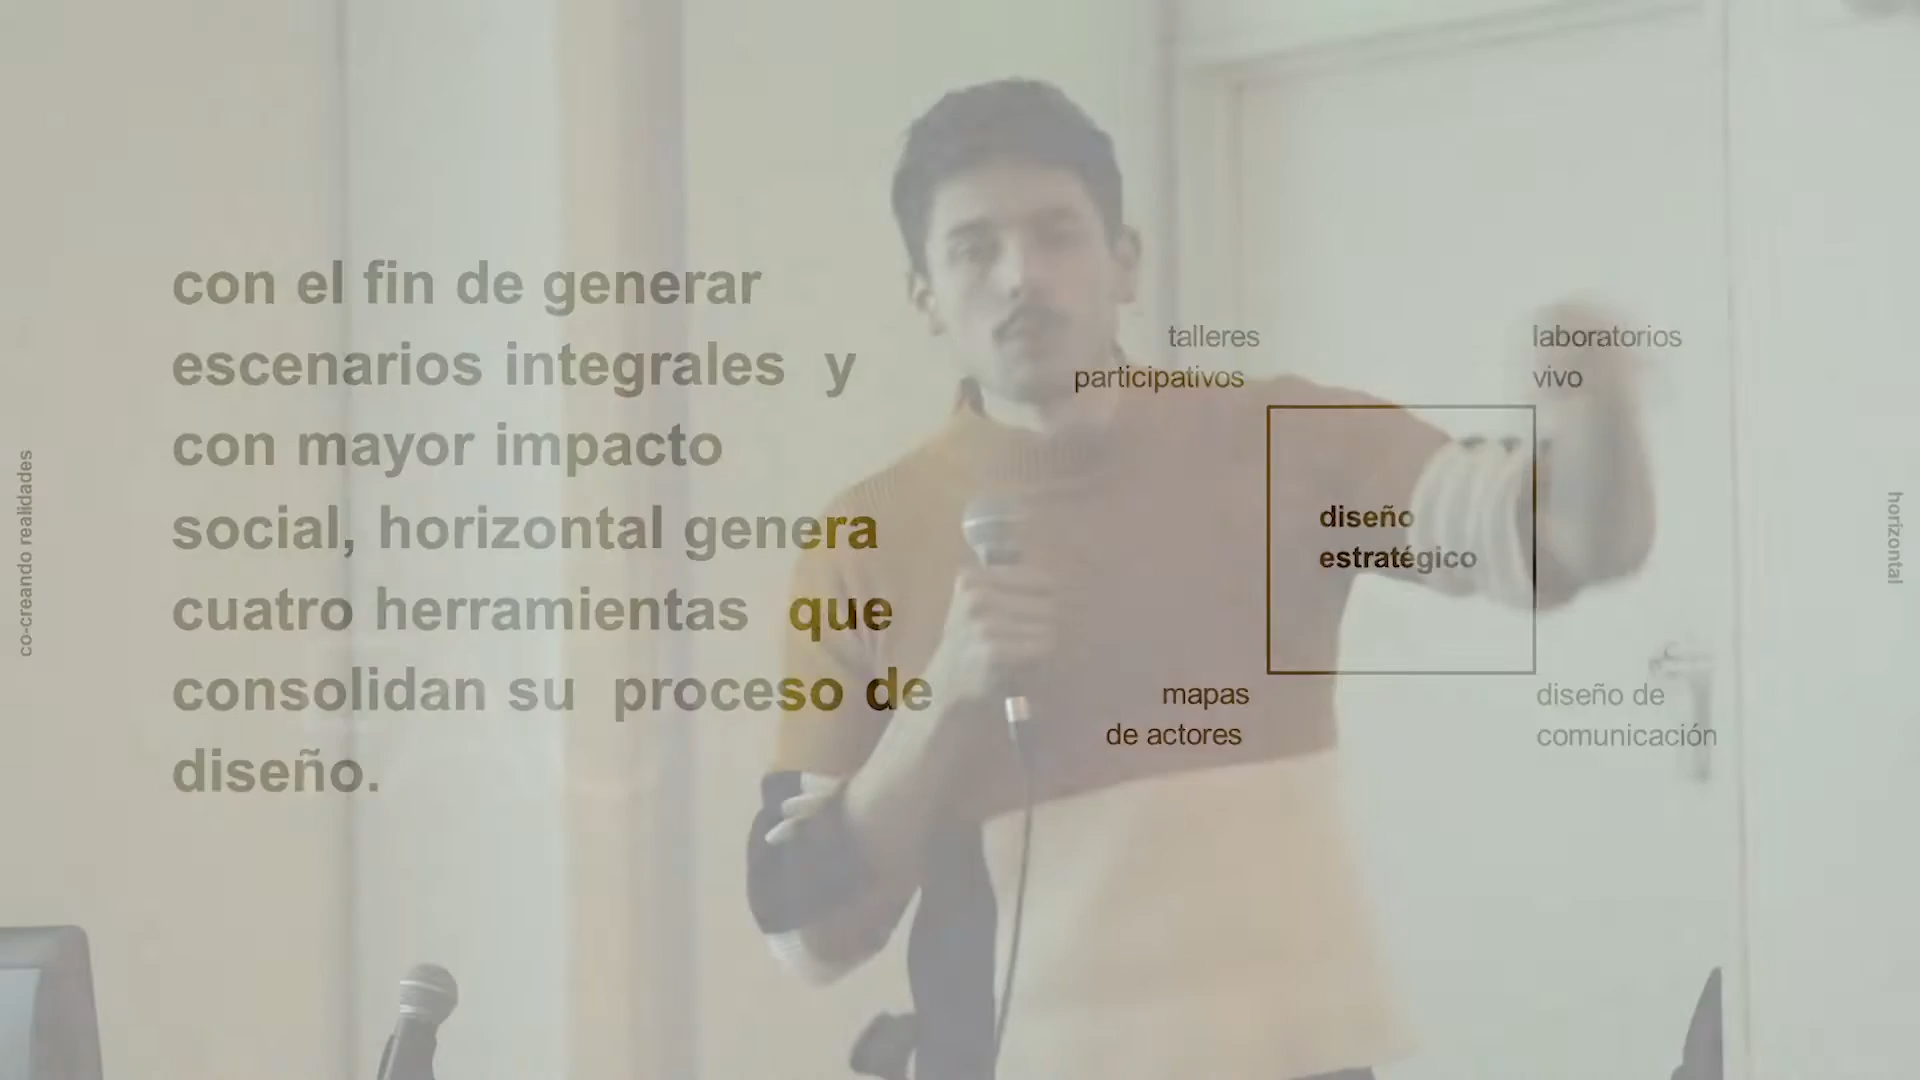 co-creando realidades
con el fin de generar
escenarios integrales y
con mayor impacto
social, horizontal genera
cuatro herramientas que
consolidan su proceso de
diseño.
talleres
participativos
laboratorios
vivo
diseño
estratégico
mapas
de actores
diseño de
comunicación
horizontal